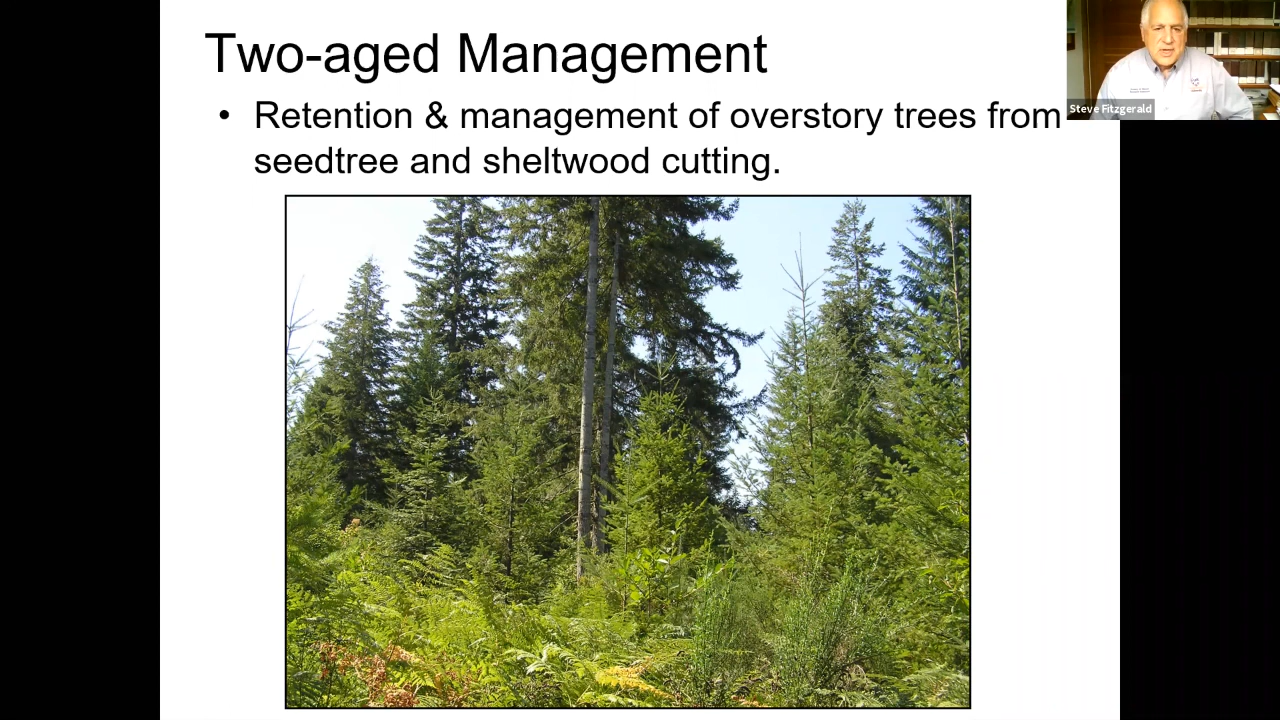 Two-aged Management
• Retention & management of overstory trees from
seedtree and sheltwood cutting.
Steve Fitzgerald